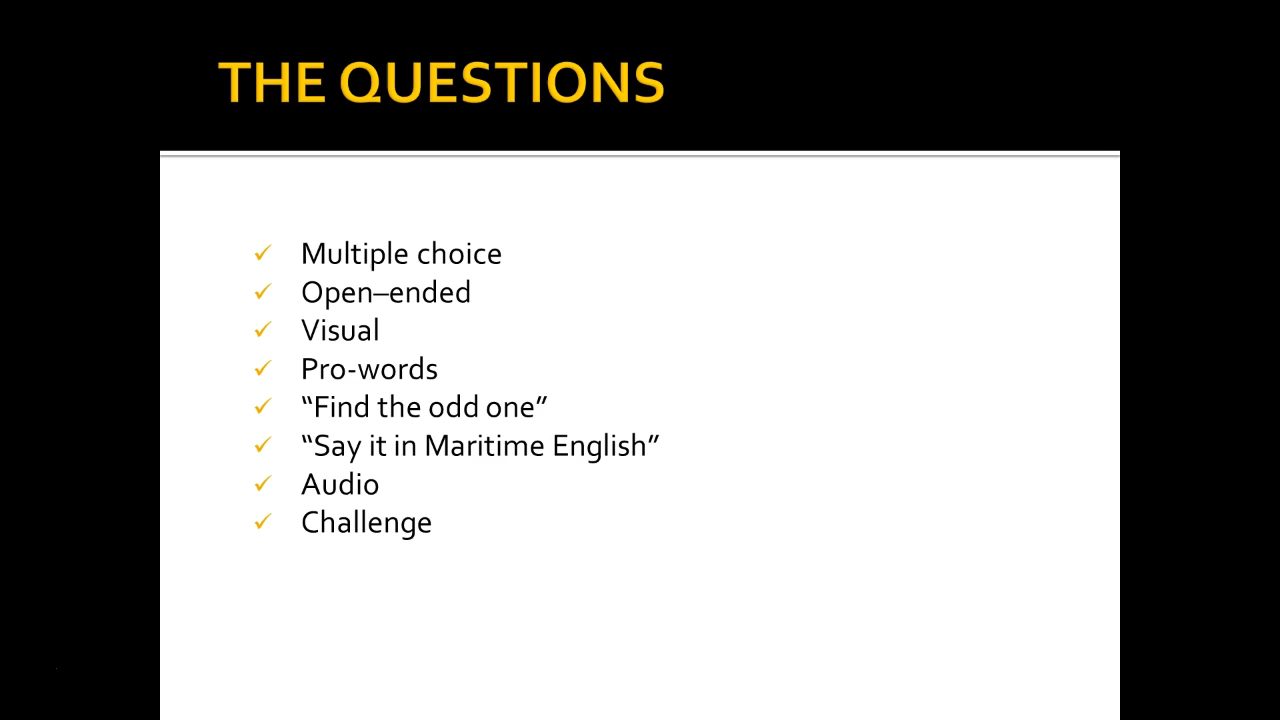 THE QUESTIONS
✓ Multiple choice
✓ Open–ended
✓ Visual
✓ Pro-words
✓ “Find the odd one”
✓ “Say it in Maritime English”
✓ Audio
✓ Challenge